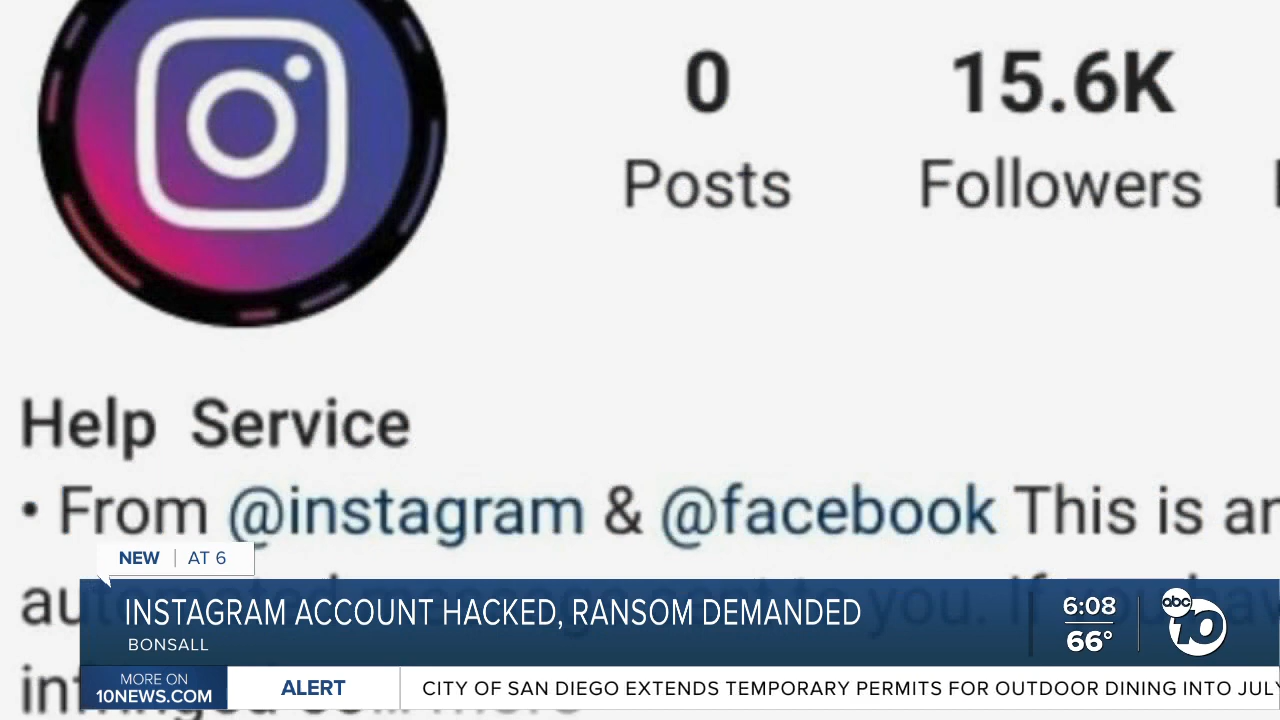 0 15.6K
Posts Followers
Help Service
• From @instagram & @facebook This is an
NEW | AT 6
INSTAGRAM ACCOUNT HACKED, RANSOM DEMANDED
you. If
BONSALL
6:08
66°
abc 10
MORE ON
10NEWS.COM
ALERT
CITY OF SAN DIEGO EXTENDS TEMPORARY PERMITS FOR OUTDOOR DINING INTO JULY